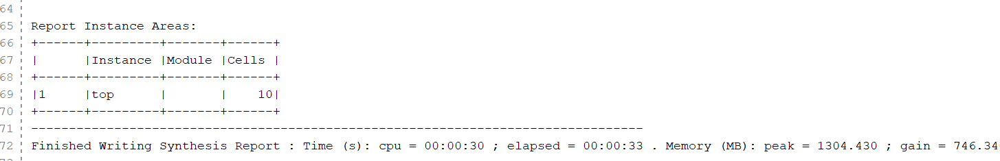 64
65 Report Instance Areas:
66 +------+---------+-------+------+
67 |      |Instance |Module |Cells |
68 +------+---------+-------+------+
69 |1     |top      |       |    10|
70 +------+---------+-------+------+
71 ---------------------------------------------------------------------------------
72 Finished Writing Synthesis Report : Time (s): cpu = 00:00:30 ; elapsed = 00:00:33 . Memory (MB): peak = 1304.430 ; gain = 746.34